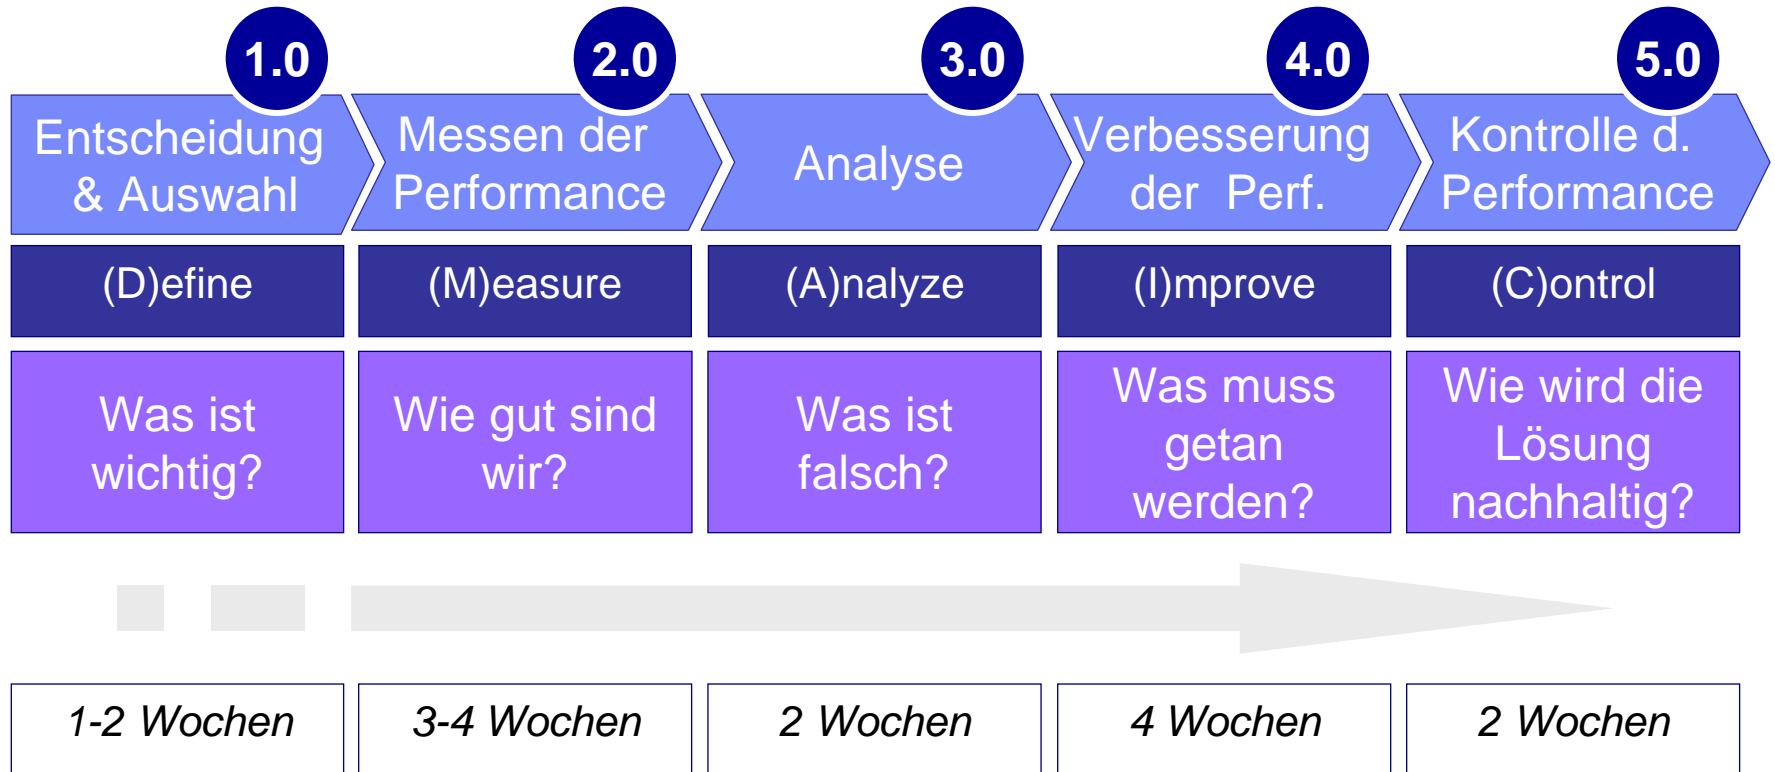 1.0
2.0
3.0
4.0
5.0
Entscheidung
& Auswahl
Messen der
Performance
Analyse
Verbesserung
der Perf.
Kontrolle d.
Performance
(D)efine
(M)easure
(A)nalyze
(I)mprove
(C)ontrol
Was ist
wichtig?
Wie gut sind
wir?
Was ist
falsch?
Was muss
getan
werden?
Wie wird die
Lösung
nachhaltig?
1-2 Wochen
3-4 Wochen
2 Wochen
4 Wochen
2 Wochen